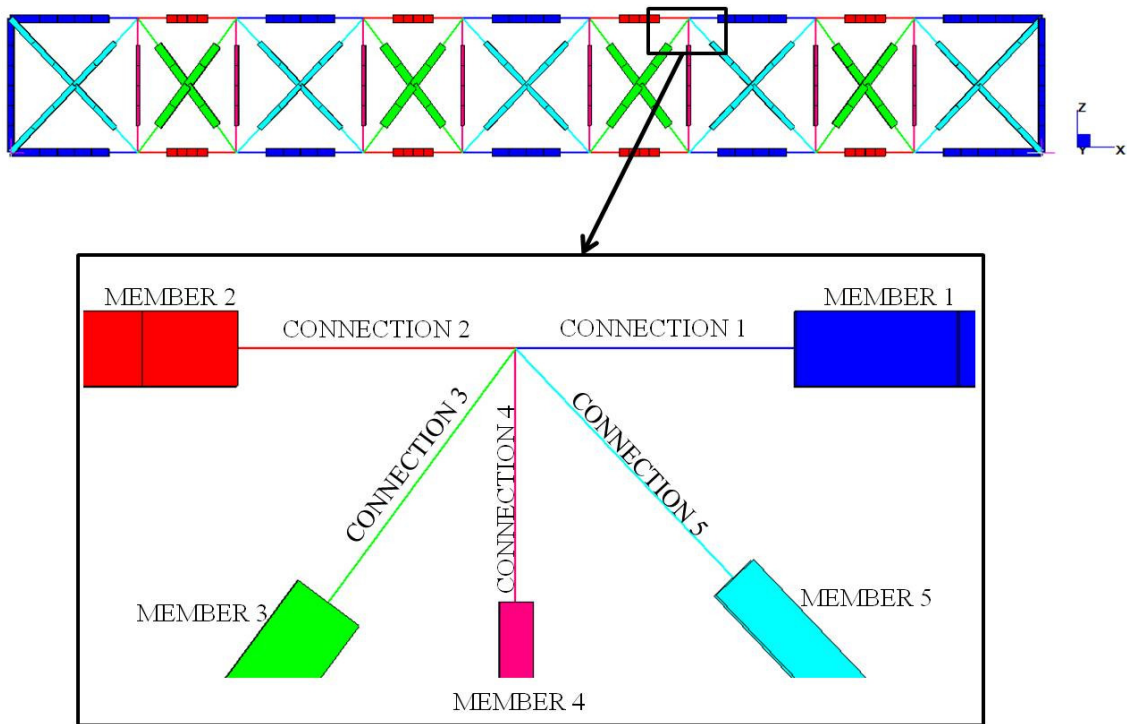 Z
Y
X
MEMBER 2
MEMBER 1
CONNECTION 2
CONNECTION 1
CONNECTION 3
CONNECTION 4
CONNECTION 5
MEMBER 3
MEMBER 5
MEMBER 4